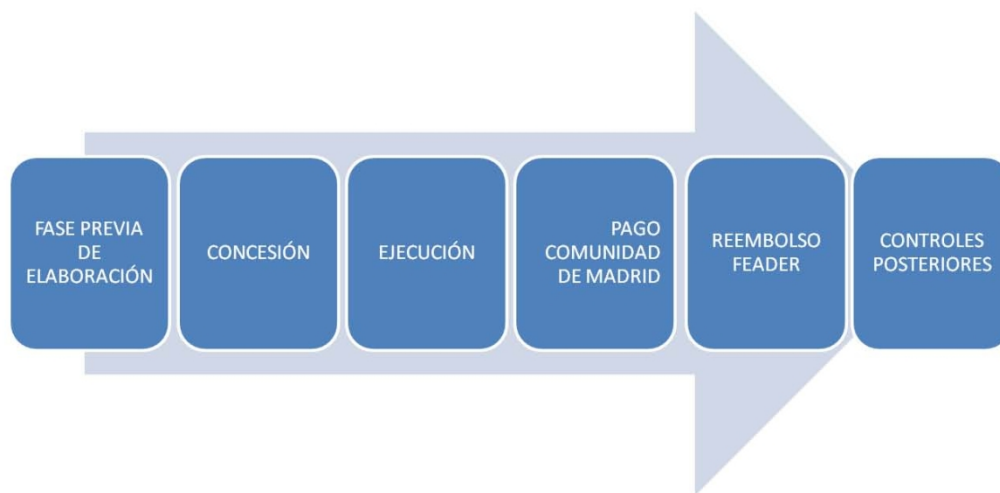 FASE PREVIA
DE
ELABORACIÓN
CONCESIÓN
EJECUCIÓN
PAGO
COMUNIDAD
DE MADRID
REEMBOLSO
FEADER
CONTROLES
POSTERIORES